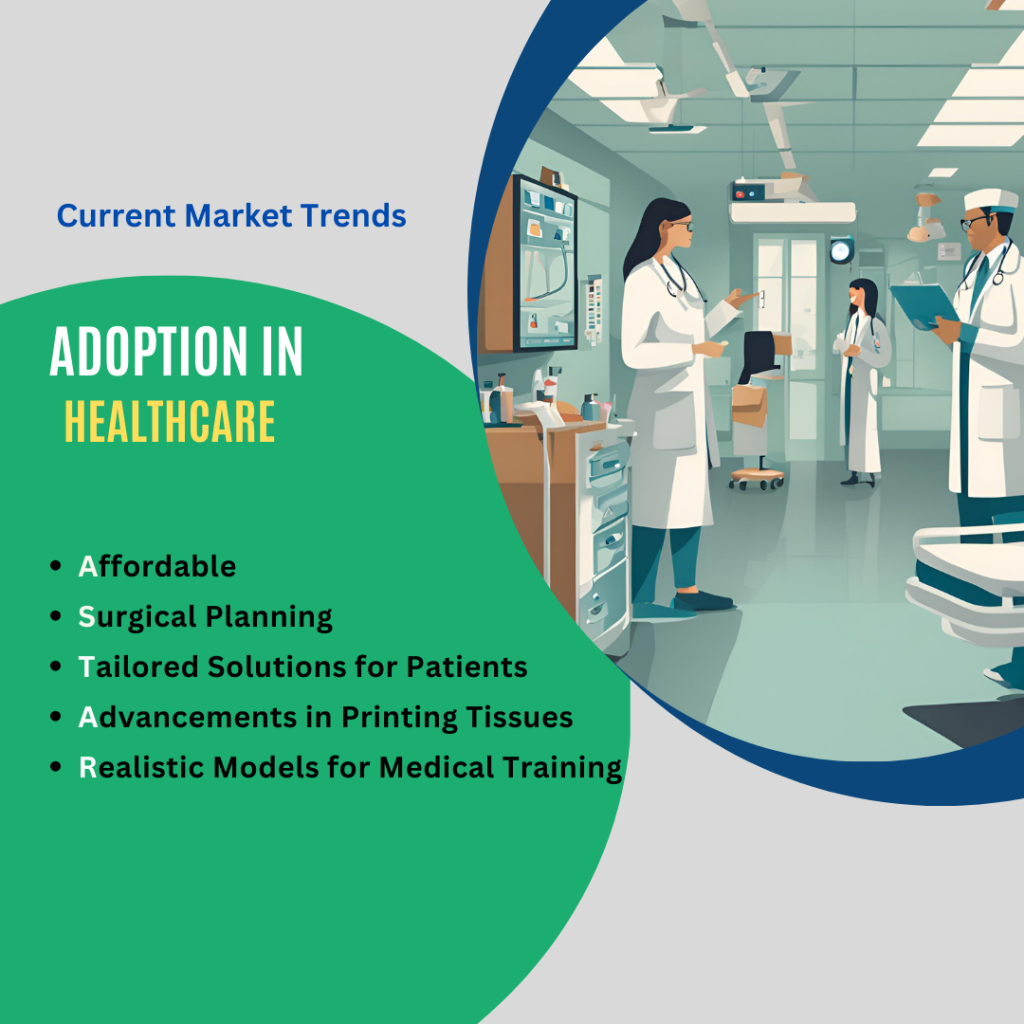 Current Market Trends
ADOPTION IN
HEALTHCARE
• Affordable
• Surgical Planning
• Tailored Solutions for Patients
• Advancements in Printing Tissues
• Realistic Models for Medical Training